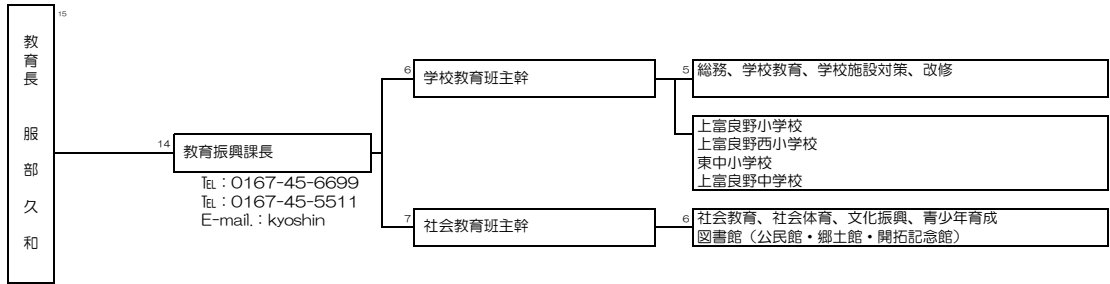 15
教育長 服部久和
14
教育振興課長
℡：0167-45-6699
℡：0167-45-5511
E-mail.：kyoshin
6
学校教育班主幹
5
総務、学校教育、学校施設対策、改修
上富良野小学校
上富良野西小学校
東中小学校
上富良野中学校
7
社会教育班主幹
6
社会教育、社会体育、文化振興、青少年育成
図書館（公民館・郷土館・開拓記念館）